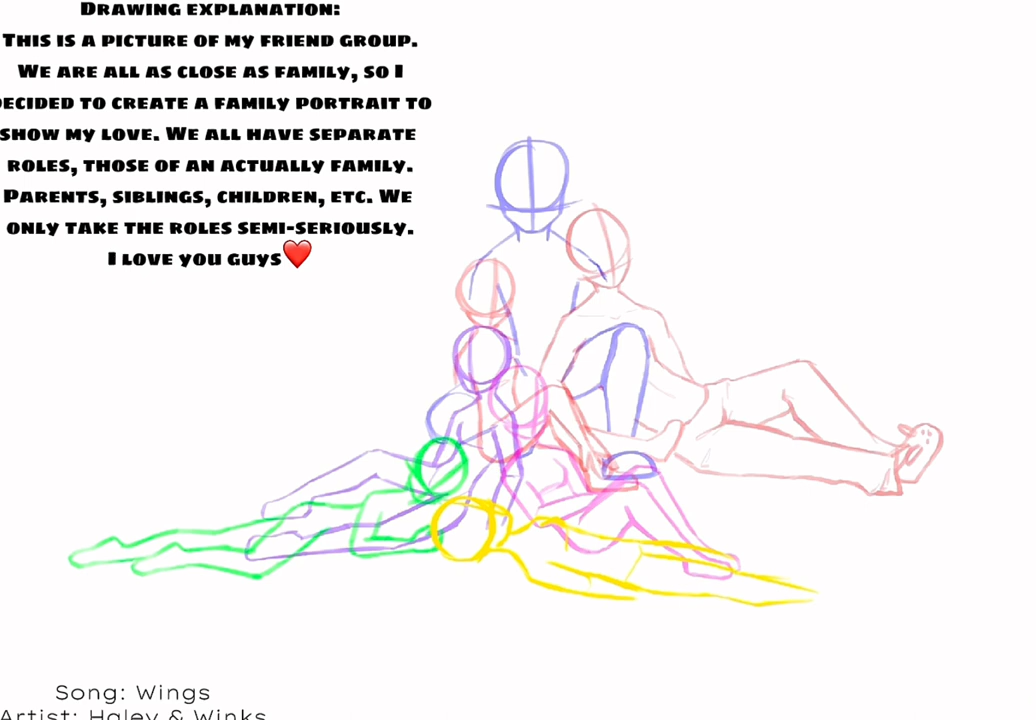 Drawing explanation:
This is a picture of my friend group.
We are all as close as family, so I
decided to create a family portrait to
show my love. We all have separate
roles, those of an actually family.
Parents, siblings, children, etc. We
only take the roles semi-seriously.
I love you guys❤️
Song: Wings
Artist: Haley & Winks